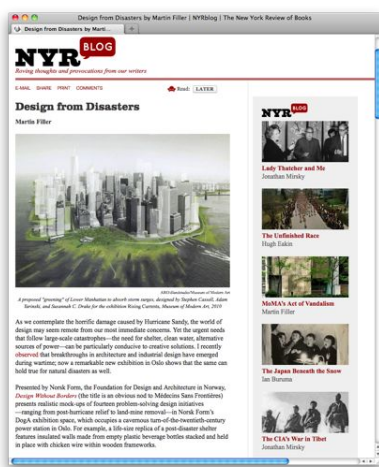 Design from Disasters by Martin Filler | NYRblog | The New York Review of Books
Design from Disasters by Marti...
NYR BLOG
Roving thoughts and provocations from our writers
E-MAIL SHARE PRINT COMMENTS
Read: LATER
Design from Disasters
Martin Filler
ARO/dlandstudio/Museum of Modern Art
A proposed "greening" of Lower Manhattan to absorb storm surges, designed by Stephen Cassell, Adam
Yarinski, and Susannah C. Drake for the exhibition Rising Currents, Museum of Modern Art, 2010
As we contemplate the horrific damage caused by Hurricane Sandy, the world of
design may seem remote from our most immediate concerns. Yet the urgent needs
that follow large-scale catastrophes—the need for shelter, clean water, alternative
sources of power—can be particularly conducive to creative solutions. I recently
observed that breakthroughs in architecture and industrial design have emerged
during wartime; now a remarkable new exhibition in Oslo shows that the same can
hold true for natural disasters as well.
Presented by Norsk Form, the Foundation for Design and Architecture in Norway,
Design Without Borders (the title is an obvious nod to Médecins Sans Frontières)
presents realistic mock-ups of fourteen problem-solving design initiatives
—ranging from post-hurricane relief to land-mine removal—in Norsk Form's
DogA exhibition space, which occupies a cavernous turn-of-the-twentieth-century
power station in Oslo. For example, a life-size replica of a post-disaster shelter
features insulated walls made from empty plastic beverage bottles stacked and held
in place with chicken wire within wooden frameworks.
NYR BLOG
Lady Thatcher and Me
Jonathan Mirsky
The Unfinished Race
Hugh Eakin
MoMA's Act of Vandalism
Martin Filler
The Japan Beneath the Snow
Ian Buruma
The CIA's War in Tibet
Jonathan Mirsky